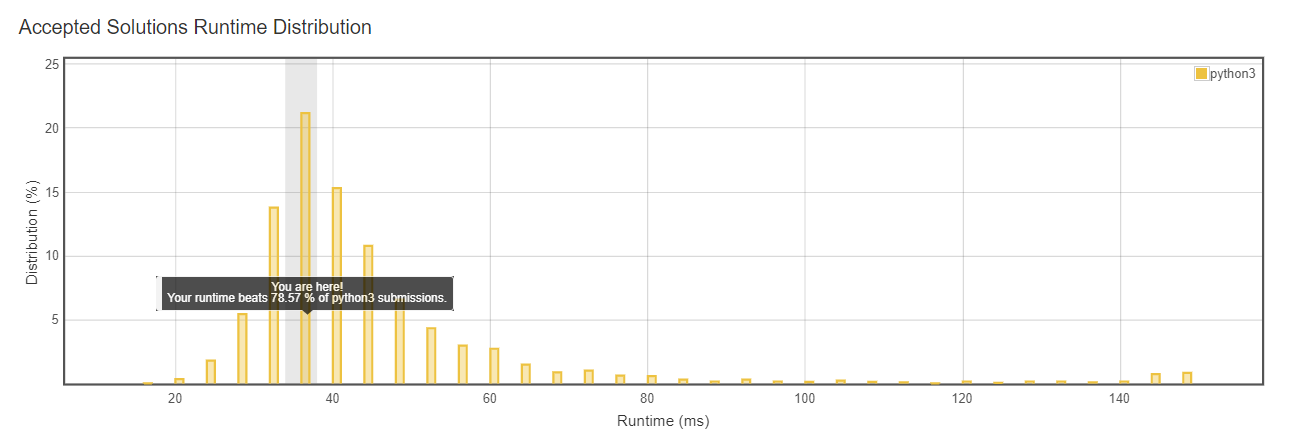 Accepted Solutions Runtime Distribution
python3
25
20
15
10
5
Distribution (%)
You are here!
Your runtime beats 78.57 % of python3 submissions.
20 40 60 80 100 120 140
Runtime (ms)